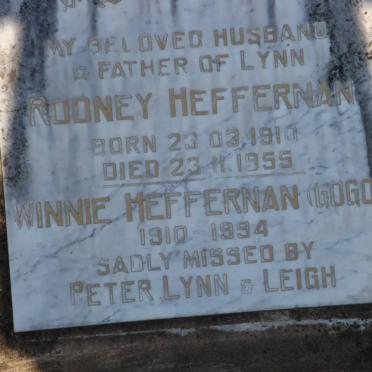 MY BELOVED HUSBAND
& FATHER OF LYNN
RODNEY HEFFERNAN
BORN 23 03 1910
DIED 23 11 1955
WINNIE HEFFERNAN (GOGO
1910 1994
SADLY MISSED BY
PETER, LYNN & LEIGH